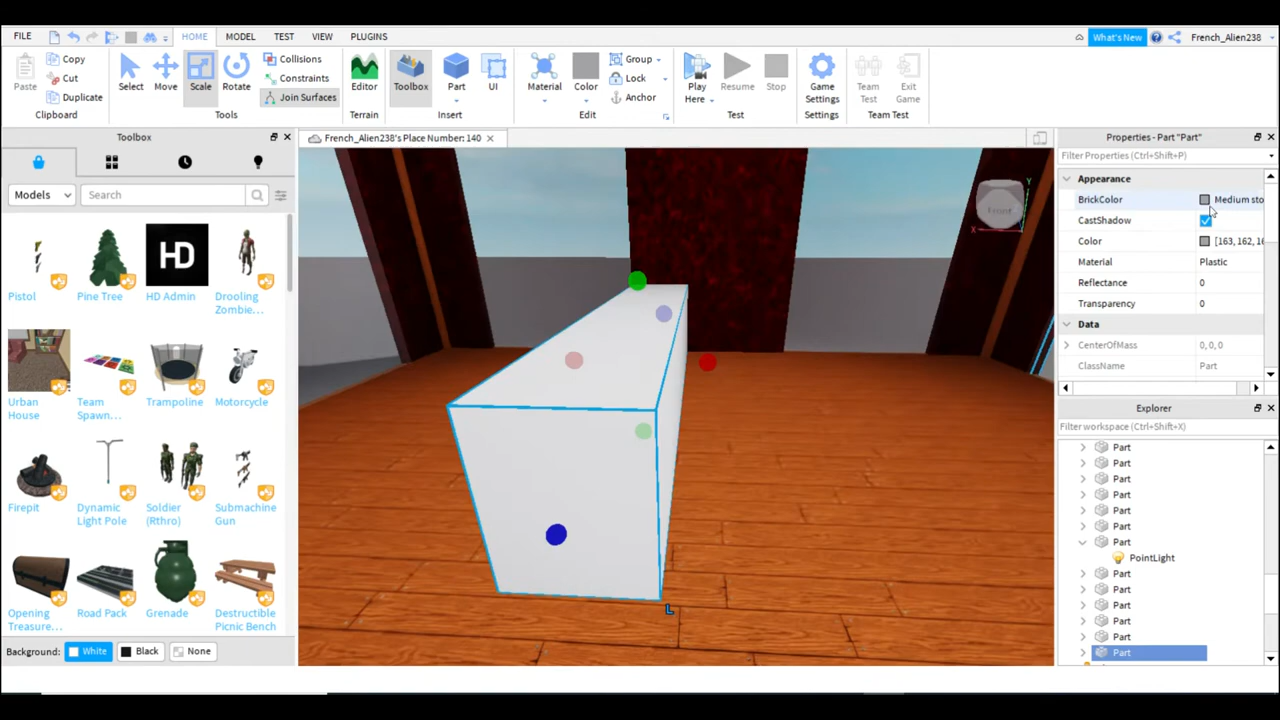 FILE HOME MODEL TEST VIEW PLUGINS What's New French_Alien238
Paste Copy Cut Duplicate Clipboard
Select Move Scale Rotate Collisions Constraints Join Surfaces Tools
Editor Terrain
Toolbox Part UI Insert
Material Color Group Lock Anchor Edit
Play Here Resume Stop Test
Game Settings Settings
Team Test Exit Game Team Test
Toolbox
Models Search
Pistol Pine Tree HD Admin Drooling Zombie...
HD
Urban House Team Spawn... Trampoline Motorcycle
Firepit Dynamic Light Pole Soldier (Rthro) Submachine Gun
Opening Treasure... Road Pack Grenade Destructible Picnic Bench
Background: White Black None
French_Alien238's Place Number: 140
Front
Y
X
L
Properties - Part "Part"
Filter Properties (Ctrl+Shift+P)
Appearance
BrickColor Medium sto
CastShadow
Color [163, 162, 16
Material Plastic
Reflectance 0
Transparency 0
Data
CenterOfMass 0, 0, 0
ClassName Part
Explorer
Filter workspace (Ctrl+Shift+X)
Part
Part
Part
Part
Part
Part
Part
PointLight
Part
Part
Part
Part
Part
Part